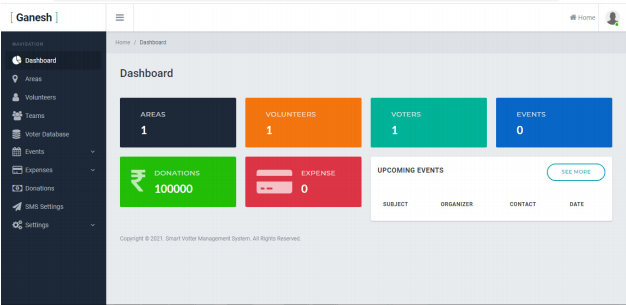 [ Ganesh ]
Home
NAVIGATION
Dashboard
Areas
Volunteers
Teams
Voter Database
Events
Expenses
Donations
SMS Settings
Settings
Home / Dashboard
Dashboard
AREAS
1
VOLUNTEERS
1
VOTERS
1
EVENTS
0
₹ DONATIONS
100000
EXPENSE
0
UPCOMING EVENTS
SEE MORE
SUBJECT ORGANIZER CONTACT DATE
Copyright © 2021. Smart Votter Management System. All Rights Reserved.